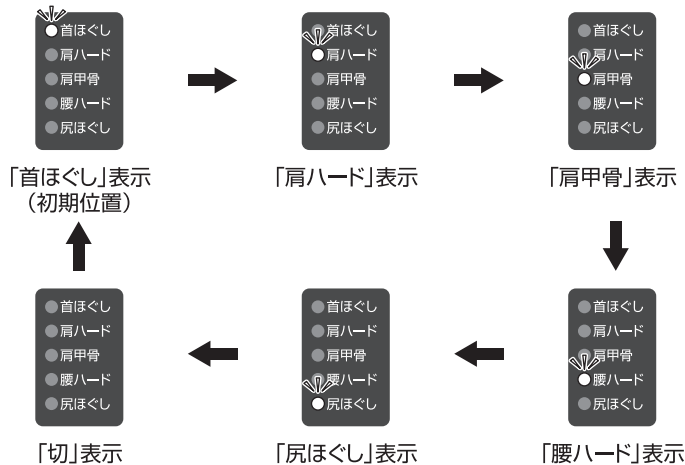 首ほぐし
肩ハード
肩甲骨
腰ハード
尻ほぐし
「首ほぐし」表示
(初期位置)
首ほぐし
肩ハード
肩甲骨
腰ハード
尻ほぐし
「肩ハード」表示
首ほぐし
肩ハード
肩甲骨
腰ハード
尻ほぐし
「肩甲骨」表示
首ほぐし
肩ハード
肩甲骨
腰ハード
尻ほぐし
「切」表示
首ほぐし
肩ハード
肩甲骨
腰ハード
尻ほぐし
「尻ほぐし」表示
首ほぐし
肩ハード
肩甲骨
腰ハード
尻ほぐし
「腰ハード」表示